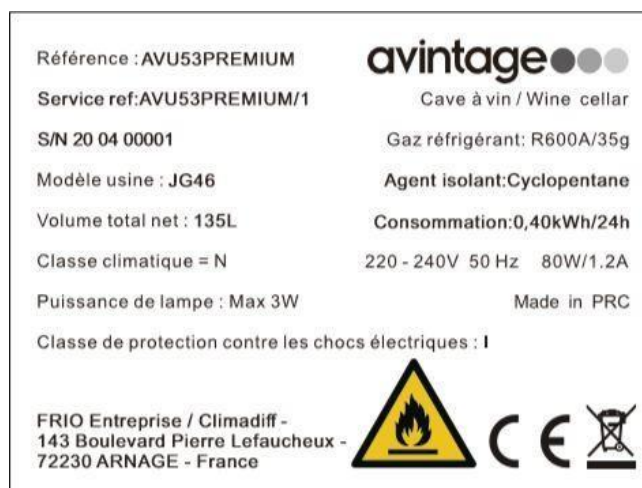 avintage
Référence : AVU53PREMIUM
Cave à vin / Wine cellar
Service ref:AVU53PREMIUM/1
Gaz réfrigérant: R600A/35g
S/N 20 04 00001
Agent isolant:Cyclopentane
Modèle usine : JG46
Consommation:0,40kWh/24h
Volume total net : 135L
220 - 240V 50 Hz 80W/1.2A
Classe climatique = N
Made in PRC
Puissance de lampe : Max 3W
Classe de protection contre les chocs électriques : I
FRIO Entreprise / Climadiff -
143 Boulevard Pierre Lefaucheux -
72230 ARNAGE - France
CE